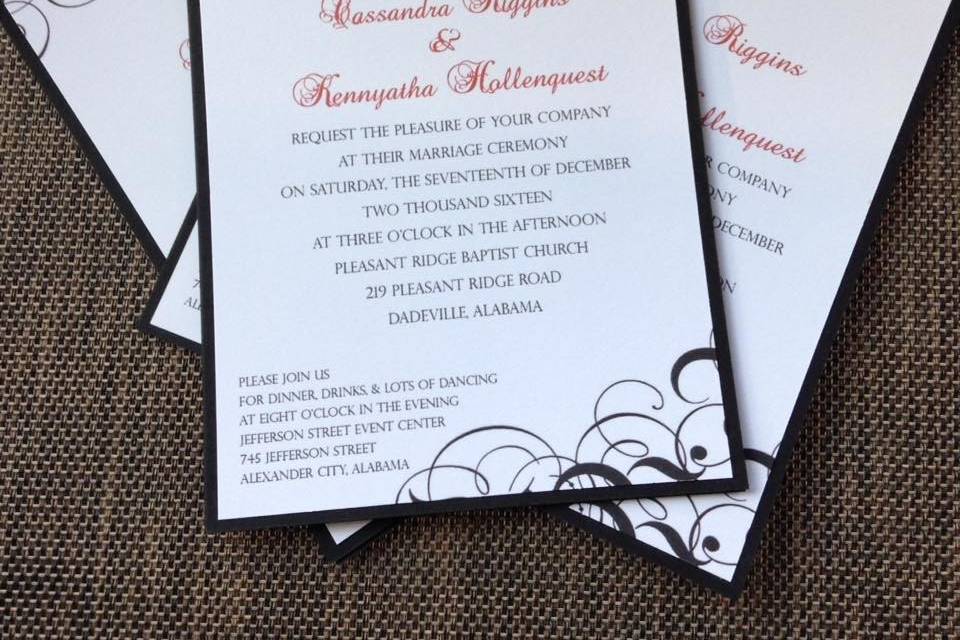 Cassandra Riggins
&
Kennyatha Hollenquest
REQUEST THE PLEASURE OF YOUR COMPANY
AT THEIR MARRIAGE CEREMONY
ON SATURDAY, THE SEVENTEENTH OF DECEMBER
TWO THOUSAND SIXTEEN
AT THREE O'CLOCK IN THE AFTERNOON
PLEASANT RIDGE BAPTIST CHURCH
219 PLEASANT RIDGE ROAD
DADEVILLE, ALABAMA
PLEASE JOIN US
FOR DINNER, DRINKS, & LOTS OF DANCING
AT EIGHT O'CLOCK IN THE EVENING
JEFFERSON STREET EVENT CENTER
745 JEFFERSON STREET
ALEXANDER CITY, ALABAMA
Riggins
llenquest
COMPANY
ONY
DECEMBER
ON